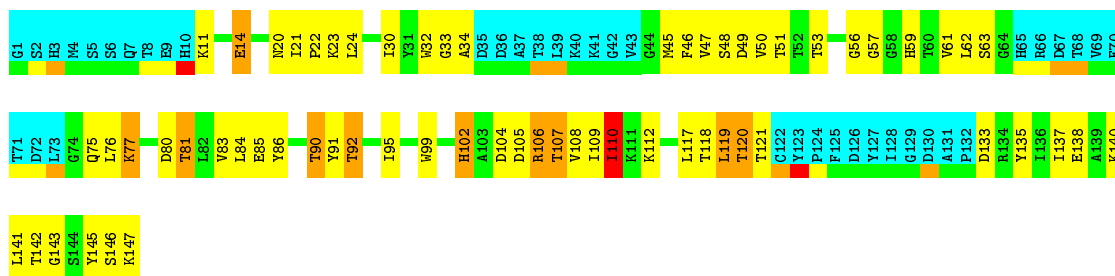 G1 S2 H3 M4 S5 S6 Q7 T8 E9 H10 K11 E14 N20 I21 P22 K23 L24 I30 Y31 W32 G33 A34 D35 D36 A37 T38 I39 K40 K41 G42 V43 G44 M45 F46 V47 S48 D49 V50 T51 T52 T53 G56 G57 G58 H59 T60 V61 L62 S63 G64 H65 R66 D67 T68 V69
T71 D72 L73 G74 Q75 L76 K77 D80 T81 L82 V83 L84 E85 Y86 T90 Y91 T92 I95 W99 H102 A103 D104 D105 R106 T107 V108 I109 I110 K111 K112 L117 T118 L119 T120 T121 C122 Y123 P124 F125 D126 Y127 I128 G129 D130 A131 P132 D133 R134 Y135 I136 I137 E138 A139 K140
L141 T142 G143 S144 Y145 S146 K147